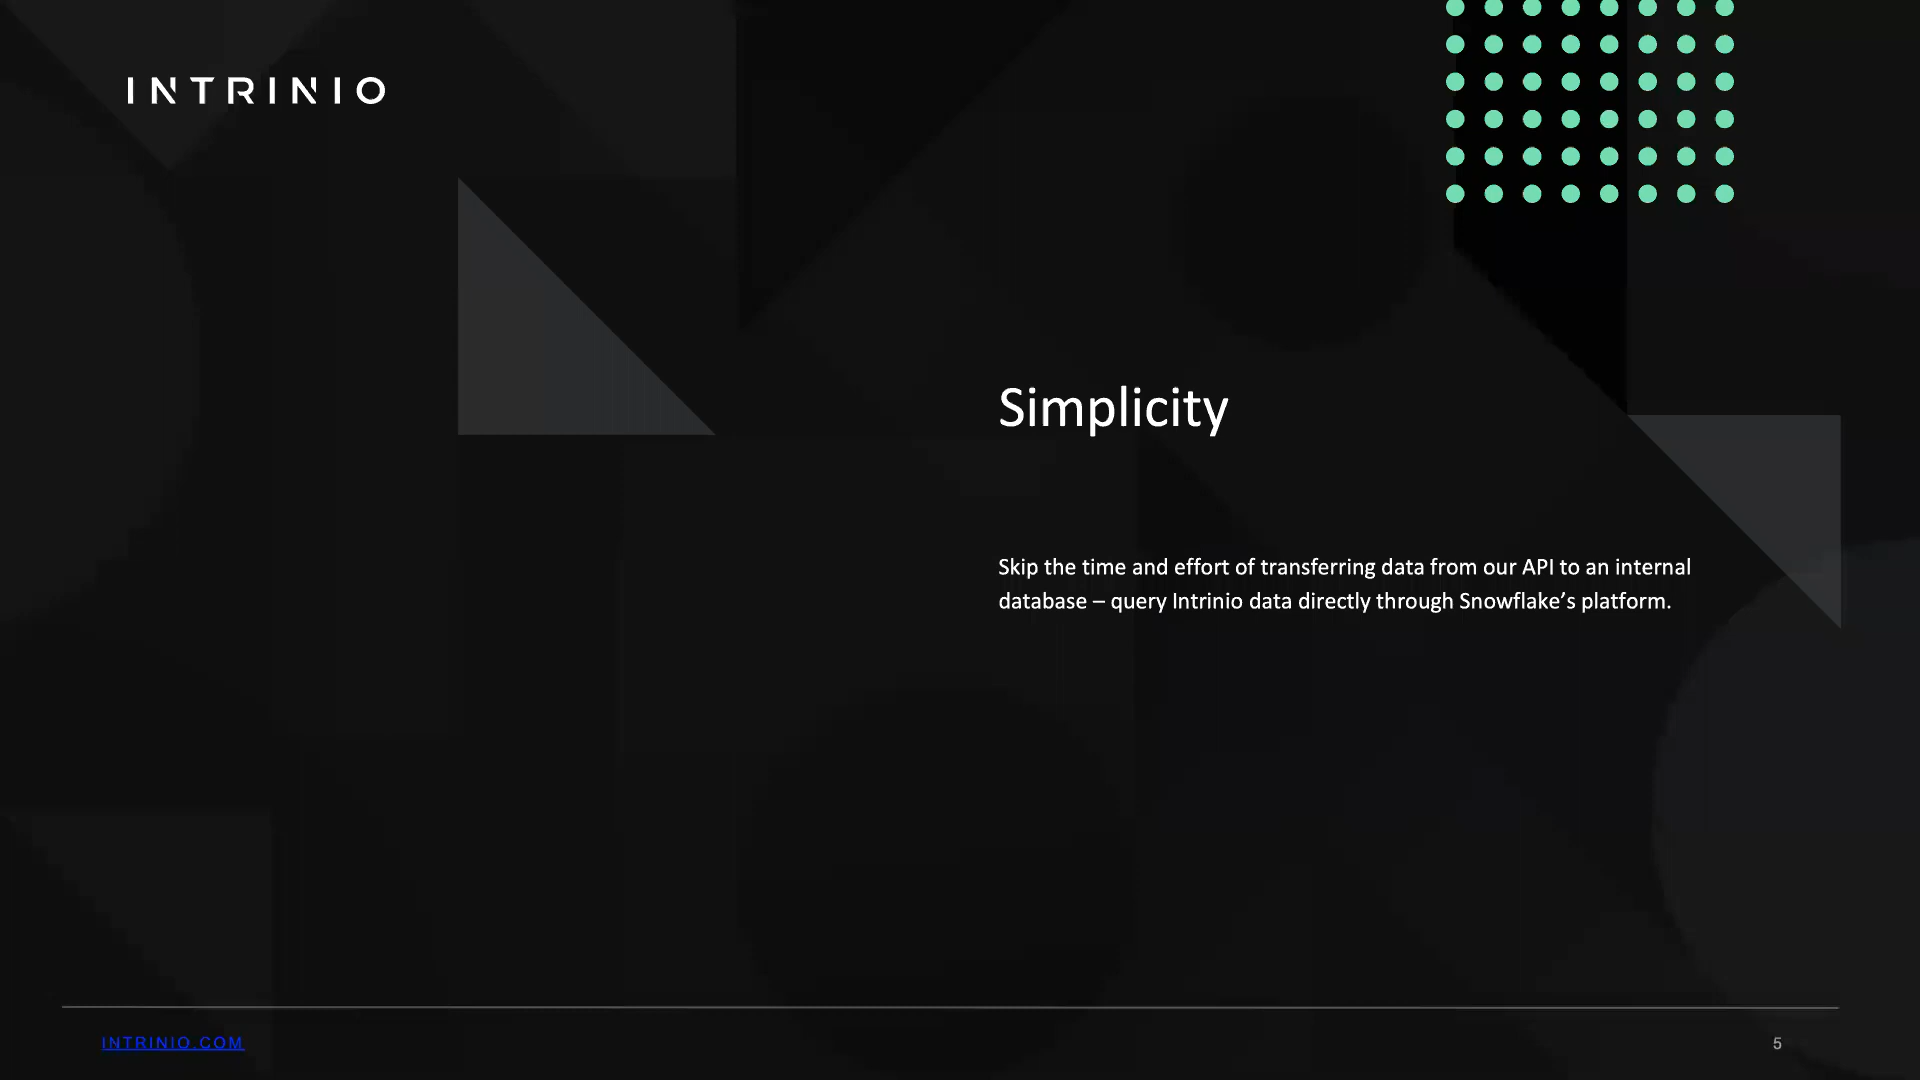 INTRINIO
Simplicity
Skip the time and effort of transferring data from our API to an internal
database – query Intrinio data directly through Snowflake’s platform.
INTRINIO.COM
5